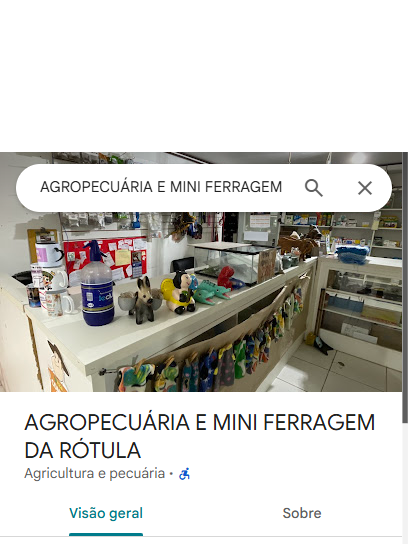 AGROPECUÁRIA E MINI FERRAGEM
AGROPECUÁRIA E MINI FERRAGEM
DA RÓTULA
Agricultura e pecuária •
Visão geral
Sobre